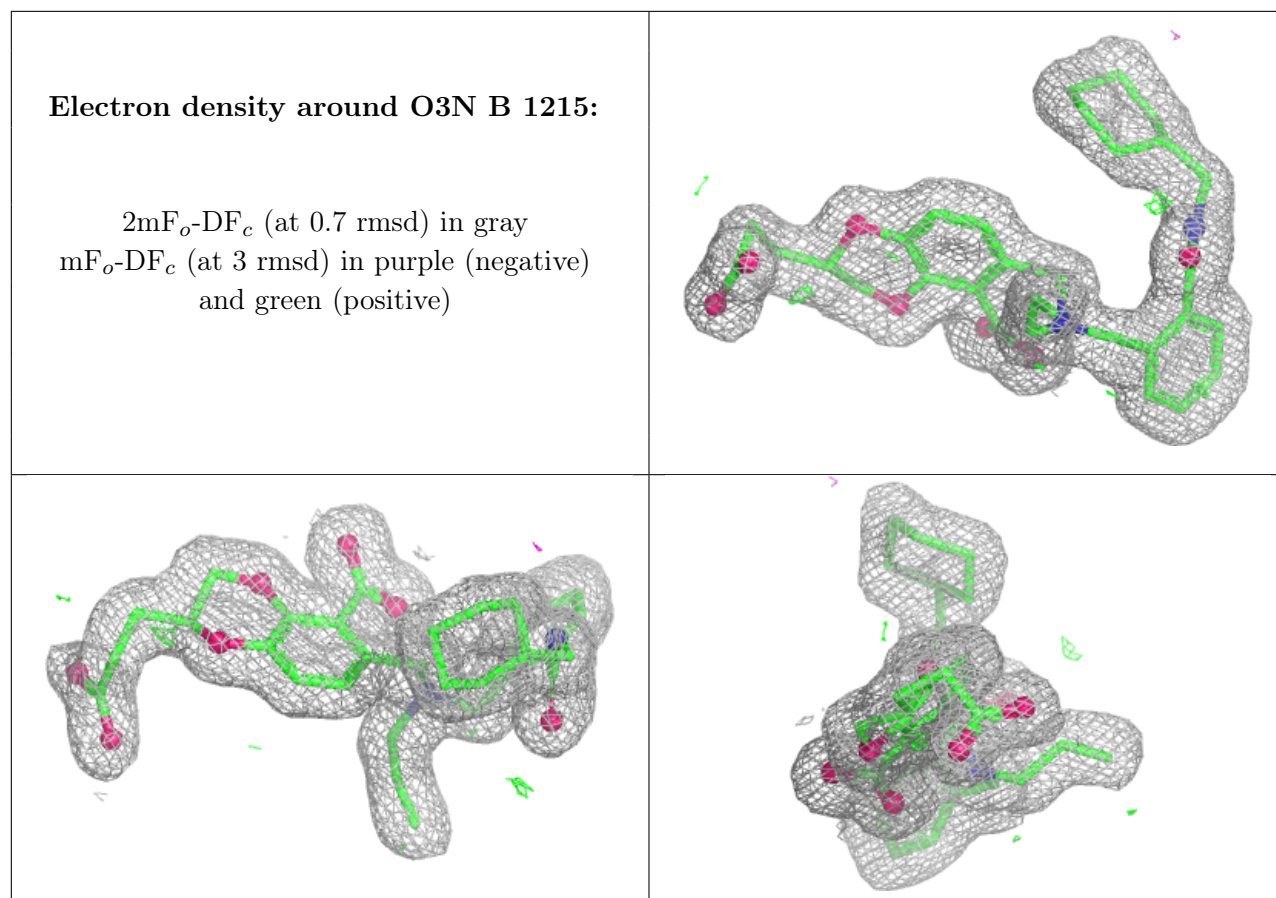 Electron density around O3N B 1215:
2mFo-DFc (at 0.7 rmsd) in gray
mFo-DFc (at 3 rmsd) in purple (negative)
and green (positive)